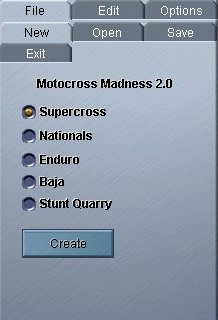 File Edit Options
New Open Save
Exit
Motocross Madness 2.0
Supercross
Nationals
Enduro
Baja
Stunt Quarry
Create